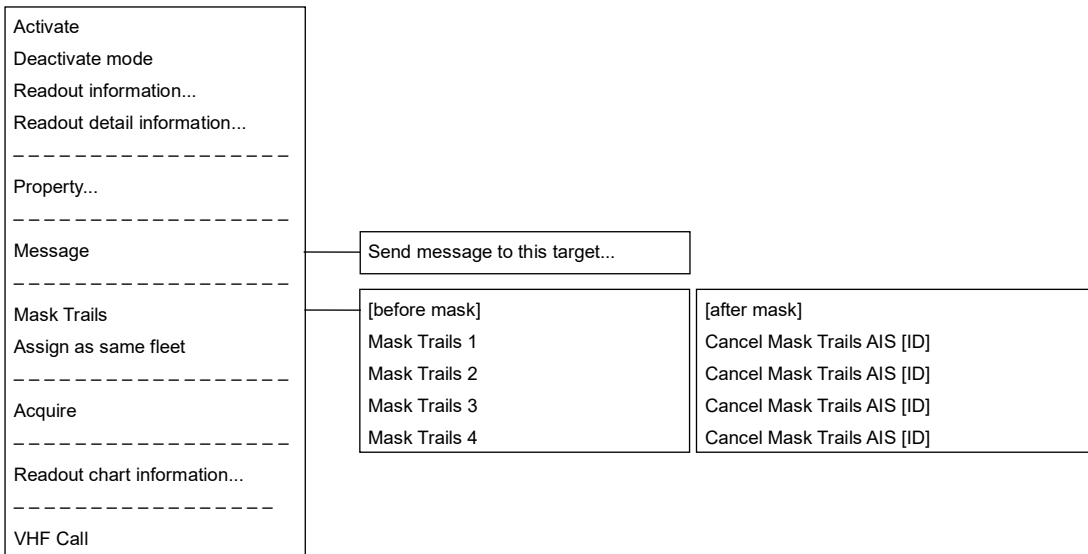 Activate
Deactivate mode
Readout information...
Readout detail information...
Property...
Message
Send message to this target...
Mask Trails
[before mask]
[after mask]
Mask Trails 1
Cancel Mask Trails AIS [ID]
Assign as same fleet
Mask Trails 2
Cancel Mask Trails AIS [ID]
Mask Trails 3
Cancel Mask Trails AIS [ID]
Acquire
Mask Trails 4
Cancel Mask Trails AIS [ID]
Readout chart information...
VHF Call